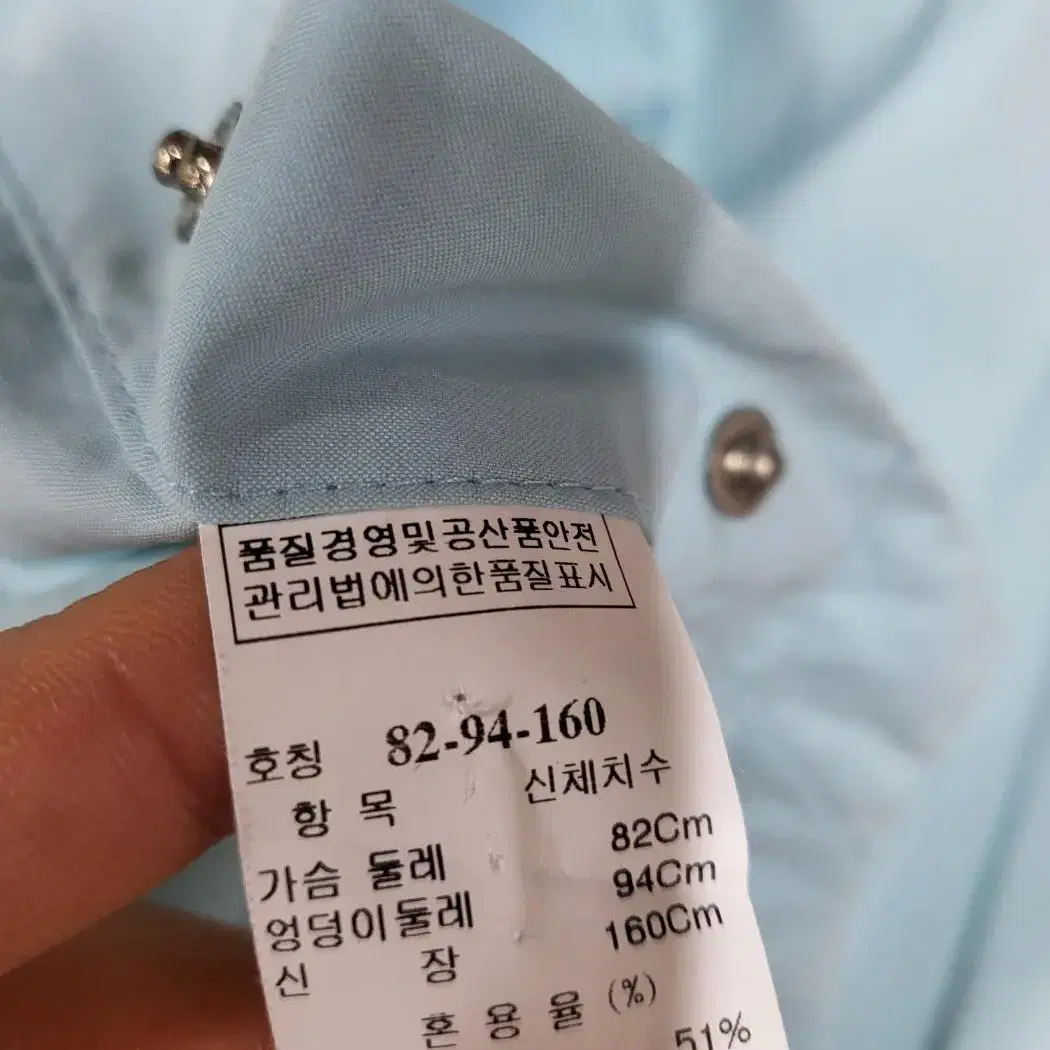 품질경영및공산품안전
관리법에의한품질표시
호칭 82-94-160
항 목 신체치수
가슴 둘레 82Cm
엉덩이둘레 94Cm
신 장 160Cm
혼 용 율 (%)
51%